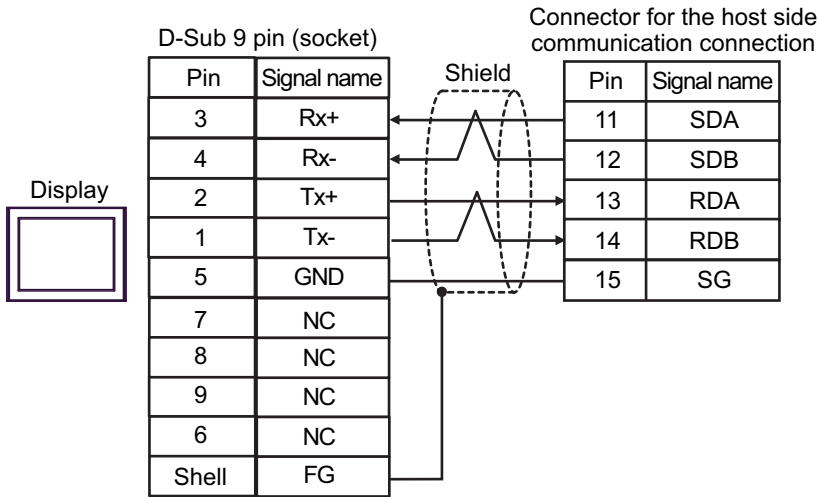 Connector for the host side
communication connection
D-Sub 9 pin (socket)
Shield
Display
Pin Signal name
3 Rx+
4 Rx-
2 Tx+
1 Tx-
5 GND
7 NC
8 NC
9 NC
6 NC
Shell FG
Pin Signal name
11 SDA
12 SDB
13 RDA
14 RDB
15 SG